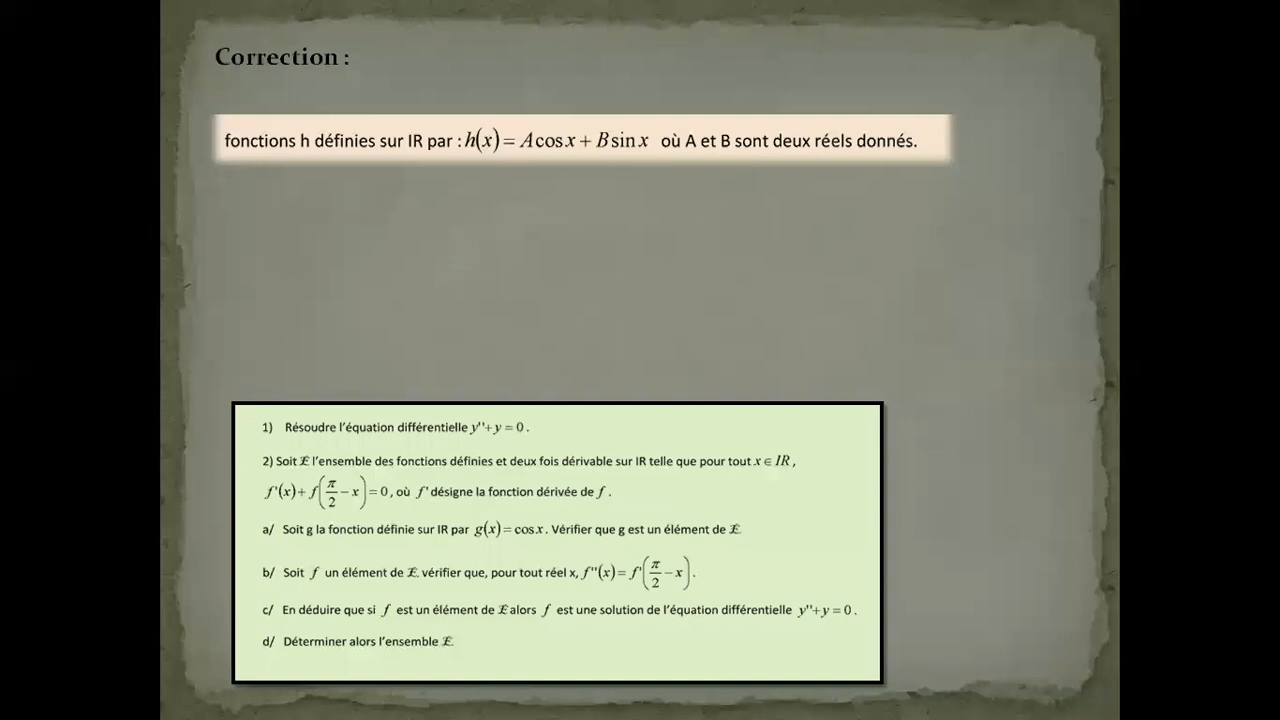 Correction :
fonctions h définies sur IR par : h(x) = A cos x + B sin x où A et B sont deux réels donnés.
1) Résoudre l'équation différentielle y''+y = 0 .
2) Soit ℰ l'ensemble des fonctions définies et deux fois dérivable sur IR telle que pour tout x ∈ IR ,
f'(x)+ f(π/2 − x) = 0 , où f' désigne la fonction dérivée de f .
a/ Soit g la fonction définie sur IR par g(x) = cos x . Vérifier que g est un élément de ℰ.
b/ Soit f un élément de ℰ. vérifier que, pour tout réel x, f''(x) = f'(π/2 − x) .
c/ En déduire que si f est un élément de ℰ alors f est une solution de l'équation différentielle y''+y = 0 .
d/ Déterminer alors l'ensemble ℰ.